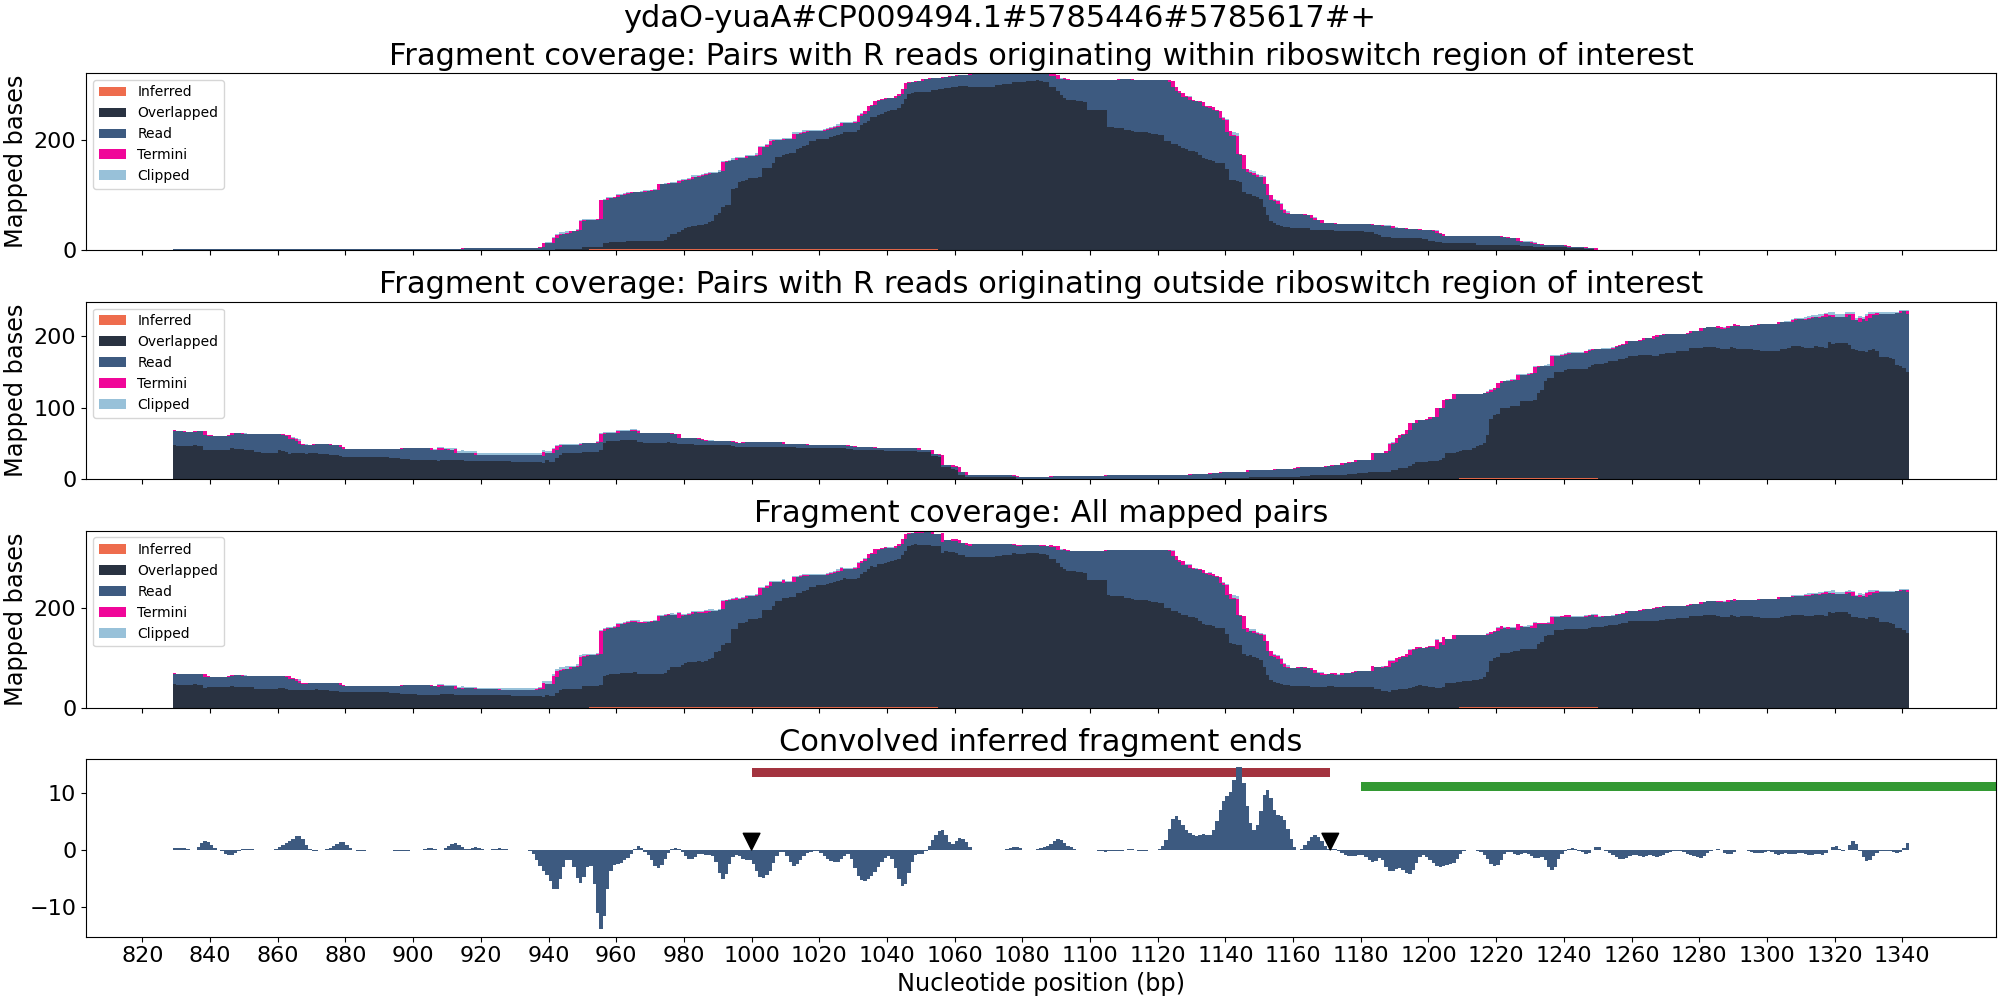 ydaO-yuaA#CP009494.1#5785446#5785617#+
Fragment coverage: Pairs with R reads originating within riboswitch region of interest
Mapped bases
200
0
Inferred
Overlapped
Read
Termini
Clipped
Fragment coverage: Pairs with R reads originating outside riboswitch region of interest
Mapped bases
200
100
0
Inferred
Overlapped
Read
Termini
Clipped
Fragment coverage: All mapped pairs
Mapped bases
200
0
Inferred
Overlapped
Read
Termini
Clipped
Convolved inferred fragment ends
10
0
−10
820 840 860 880 900 920 940 960 980 1000 1020 1040 1060 1080 1100 1120 1140 1160 1180 1200 1220 1240 1260 1280 1300 1320 1340
Nucleotide position (bp)